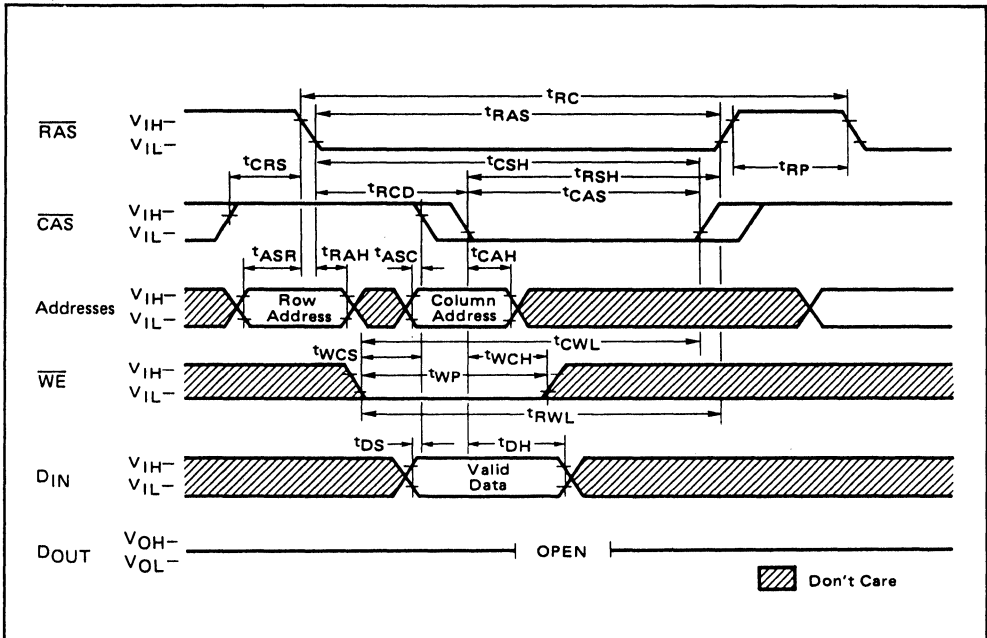 tRC
tRAS
RAS
VIH–
VIL–
tCRS
tCSH
tRSH
tRP
tRCD
tCAS
CAS
VIH–
VIL–
tASR
tRAH
tASC
tCAH
Addresses
VIH–
VIL–
Row
Address
Column
Address
tCWL
tWCS
tWCH
tWP
WE
VIH–
VIL–
tRWL
tDS
tDH
DIN
VIH–
VIL–
Valid
Data
DOUT
VOH–
VOL–
OPEN
Don't Care